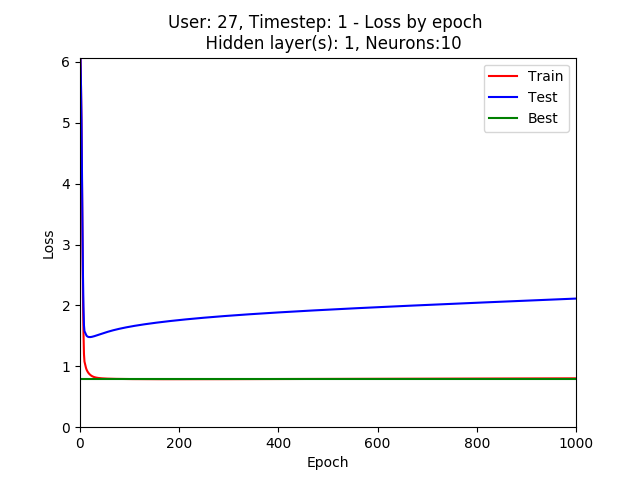 User: 27, Timestep: 1 - Loss by epoch
Hidden layer(s): 1, Neurons:10
Train
Test
Best
6
5
4
3
2
1
0
Loss
0
200
400
600
800
1000
Epoch